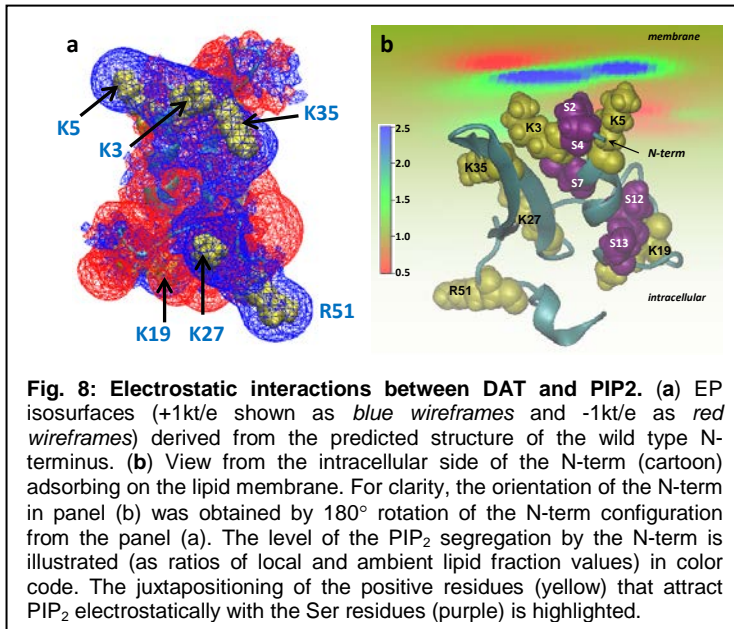 a
K5
K3
K35
K19
K27
R51
b
membrane
2.5
2.0
1.5
1.0
0.5
S2
K5
K3
S4
N-term
K35
S7
S12
K27
S13
K19
R51
intracellular
Fig. 8: Electrostatic interactions between DAT and PIP2. (a) EP
isosurfaces (+1kt/e shown as blue wireframes and -1kt/e as red
wireframes) derived from the predicted structure of the wild type N-
terminus. (b) View from the intracellular side of the N-term (cartoon)
adsorbing on the lipid membrane. For clarity, the orientation of the N-term
in panel (b) was obtained by 180° rotation of the N-term configuration
from the panel (a). The level of the PIP₂ segregation by the N-term is
illustrated (as ratios of local and ambient lipid fraction values) in color
code. The juxtapositioning of the positive residues (yellow) that attract
PIP₂ electrostatically with the Ser residues (purple) is highlighted.